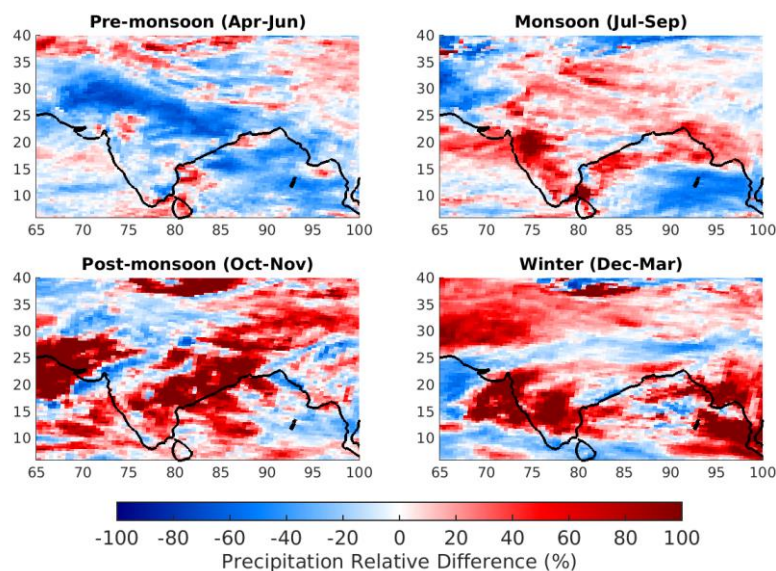 Pre-monsoon (Apr-Jun)
Monsoon (Jul-Sep)
40
35
30
25
20
15
10
65 70 75 80 85 90 95 100
40
35
30
25
20
15
10
65 70 75 80 85 90 95 100
Post-monsoon (Oct-Nov)
Winter (Dec-Mar)
40
35
30
25
20
15
10
65 70 75 80 85 90 95 100
40
35
30
25
20
15
10
65 70 75 80 85 90 95 100
-100 -80 -60 -40 -20 0 20 40 60 80 100
Precipitation Relative Difference (%)